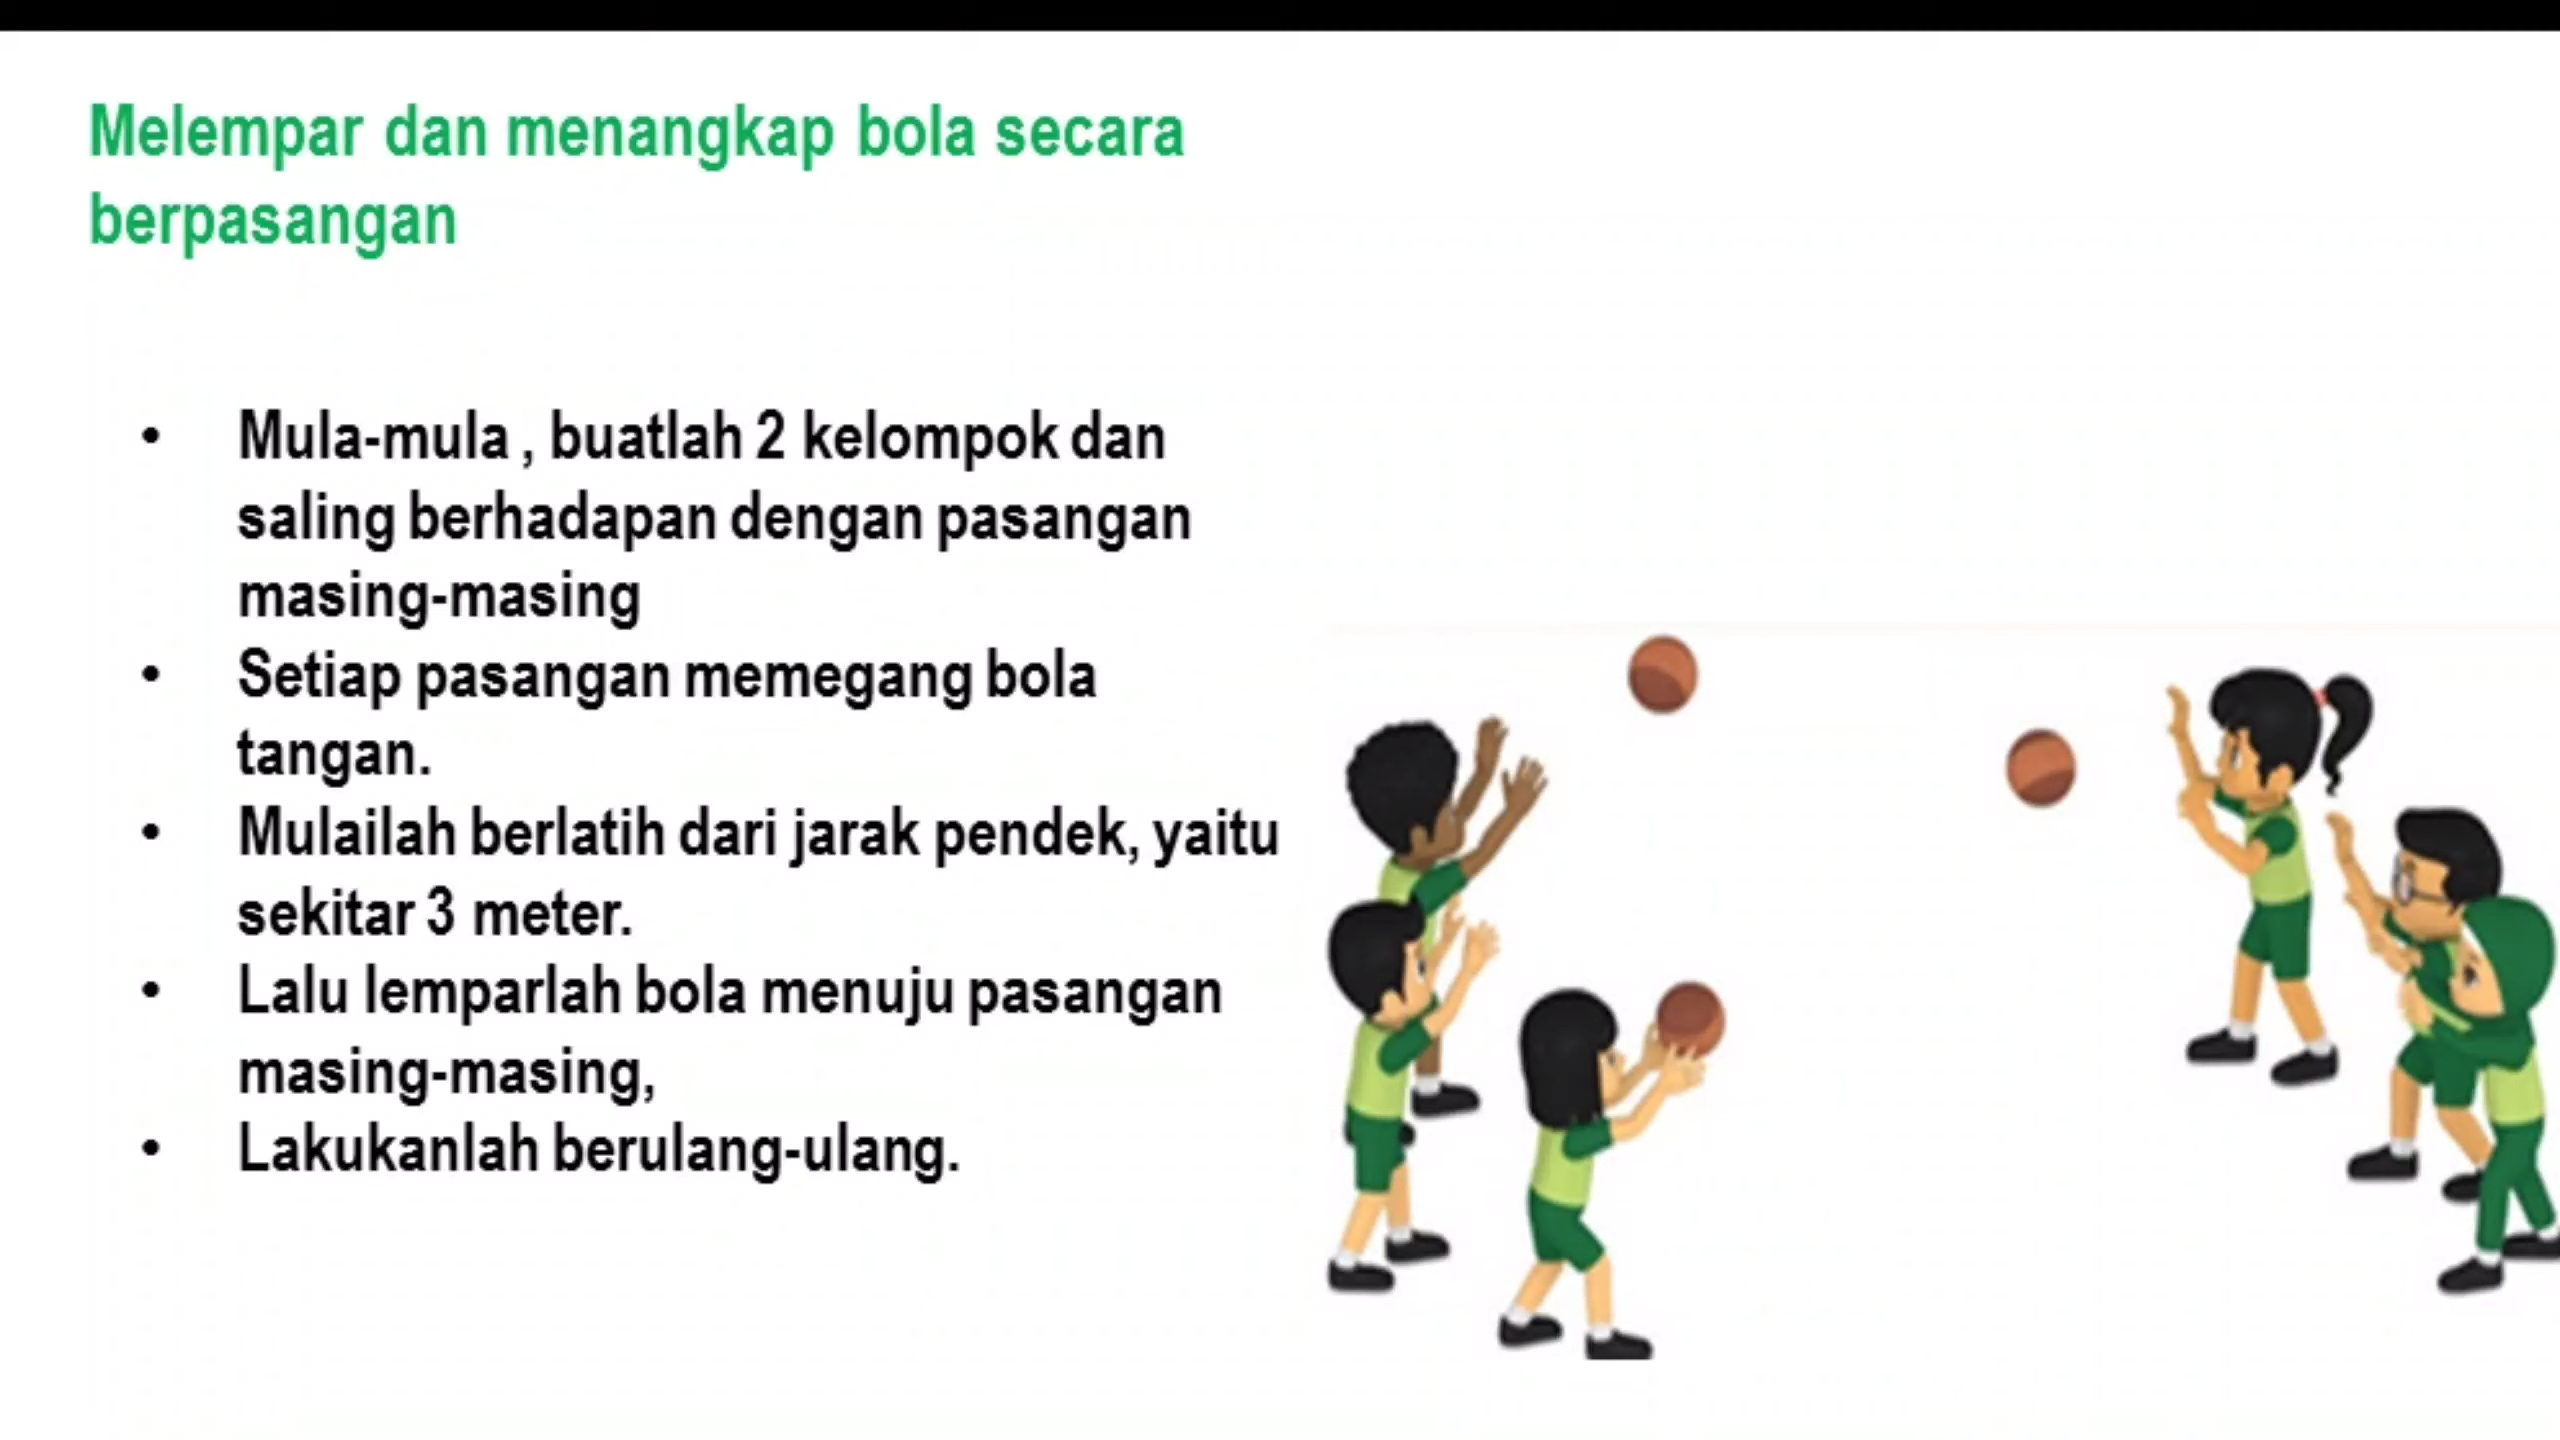 Melempar dan menangkap bola secara
berpasangan
• Mula-mula , buatlah 2 kelompok dan
saling berhadapan dengan pasangan
masing-masing
• Setiap pasangan memegang bola
tangan.
• Mulailah berlatih dari jarak pendek, yaitu
sekitar 3 meter.
• Lalu lemparlah bola menuju pasangan
masing-masing,
• Lakukanlah berulang-ulang.